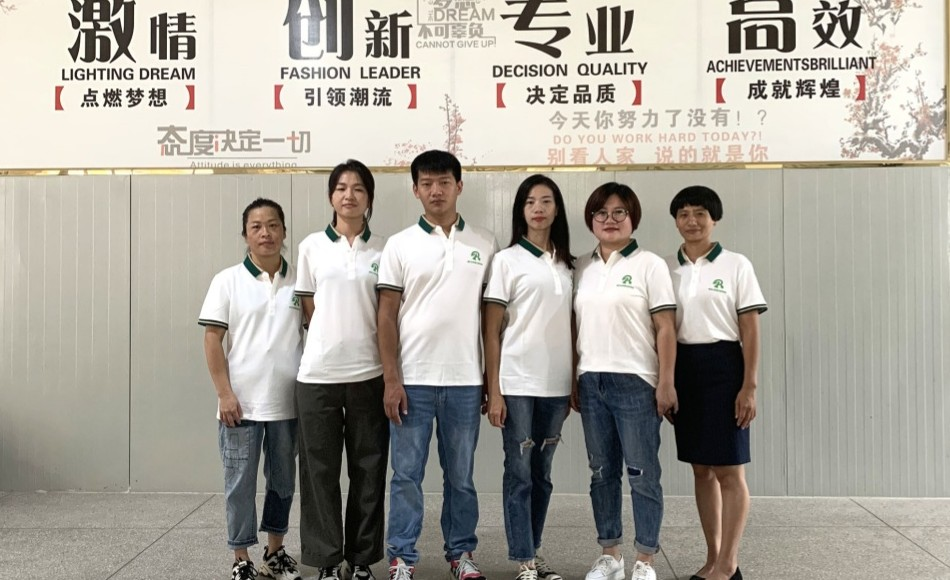 激情
LIGHTING DREAM
【点燃梦想】
创新
FASHION LEADER
【引领潮流】
DREAM
不可辜负
CANNOT GIVE UP!
专业
DECISION QUALITY
【决定品质】
高效
ACHIEVEMENTSBRILLIANT
【成就辉煌】
态度决定一切
Attitude is everything
今天你努力了没有！？
DO YOU WORK HARD TODAY?!
别看人家 说的就是你